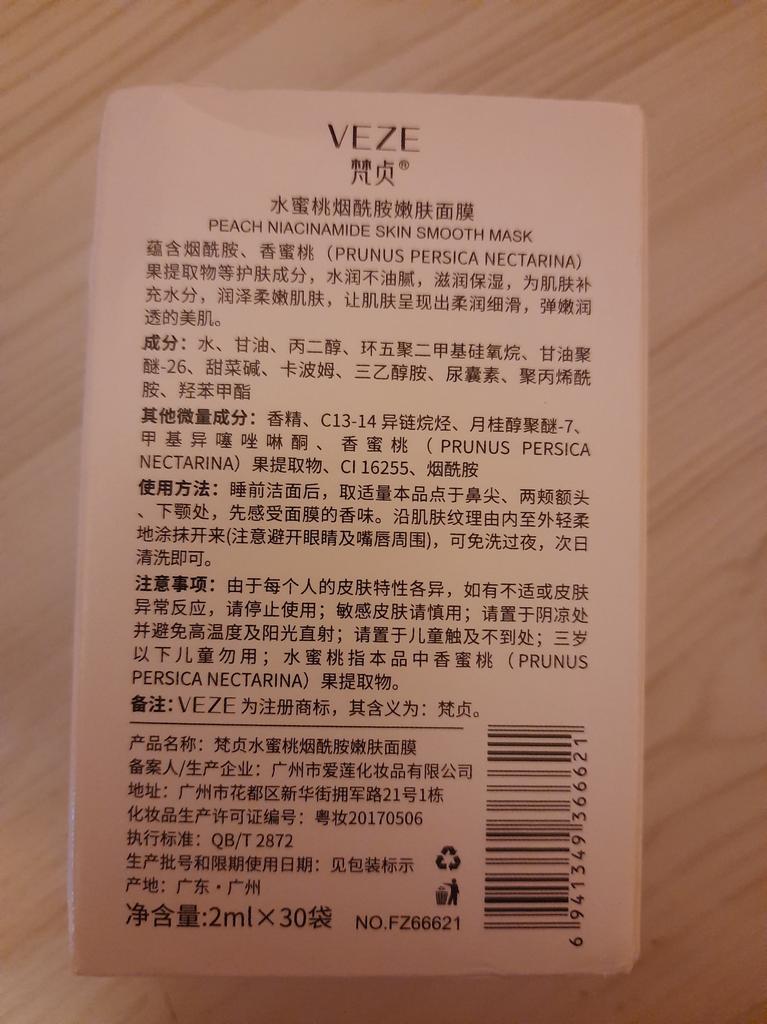 VEZE
梵贞®
水蜜桃烟酰胺嫩肤面膜
PEACH NIACINAMIDE SKIN SMOOTH MASK
蕴含烟酰胺、香蜜桃（PRUNUS PERSICA NECTARINA）
果提取物等护肤成分，水润不油腻，滋润保湿，为肌肤补
充水分，润泽柔嫩肌肤，让肌肤呈现出柔润细滑，弹嫩润
透的美肌。
成分：水、甘油、丙二醇、环五聚二甲基硅氧烷、甘油聚
醚-26、甜菜碱、卡波姆、三乙醇胺、尿囊素、聚丙烯酰
胺、羟苯甲酯
其他微量成分：香精、C13-14 异链烷烃、月桂醇聚醚-7、
甲基异噻唑啉酮、香蜜桃（PRUNUS PERSICA
NECTARINA）果提取物、CI 16255、烟酰胺
使用方法：睡前洁面后，取适量本品点于鼻尖、两颊额头
、下颚处，先感受面膜的香味。沿肌肤纹理由内至外轻柔
地涂抹开来(注意避开眼睛及嘴唇周围)，可免洗过夜，次日
清洗即可。
注意事项：由于每个人的皮肤特性各异，如有不适或皮肤
异常反应，请停止使用；敏感皮肤请慎用；请置于阴凉处
并避免高温度及阳光直射；请置于儿童触及不到处；三岁
以下儿童勿用；水蜜桃指本品中香蜜桃（PRUNUS
PERSICA NECTARINA）果提取物。
备注：VEZE 为注册商标，其含义为：梵贞。
产品名称：梵贞水蜜桃烟酰胺嫩肤面膜
备案人/生产企业：广州市爱莲化妆品有限公司
地址：广州市花都区新华街拥军路21号1栋
化妆品生产许可证编号：粤妆20170506
执行标准：QB/T 2872
生产批号和限期使用日期：见包装标示
产地：广东·广州
净含量:2ml×30袋
NO.FZ66621
6 941349 366621